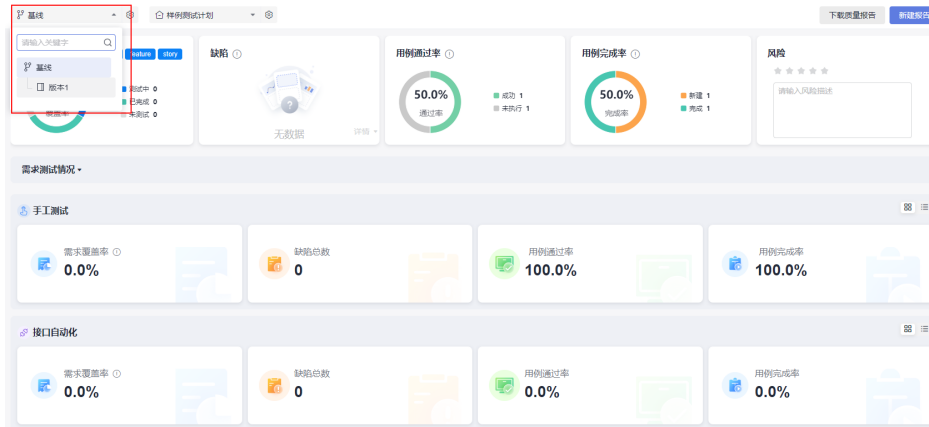 基线
样例测试计划
下载质量报告
新建报告
请输入关键字
基线
版本1
feature
story
测试中 0
已完成 0
未测试 0
覆盖率
缺陷
无数据
详情
用例通过率
50.0%
通过率
成功 1
未执行 1
用例完成率
50.0%
完成率
新建 1
完成 1
风险
请输入风险描述
需求测试情况
手工测试
需求覆盖率
0.0%
缺陷总数
0
用例通过率
100.0%
用例完成率
100.0%
接口自动化
需求覆盖率
0.0%
缺陷总数
0
用例通过率
0.0%
用例完成率
0.0%